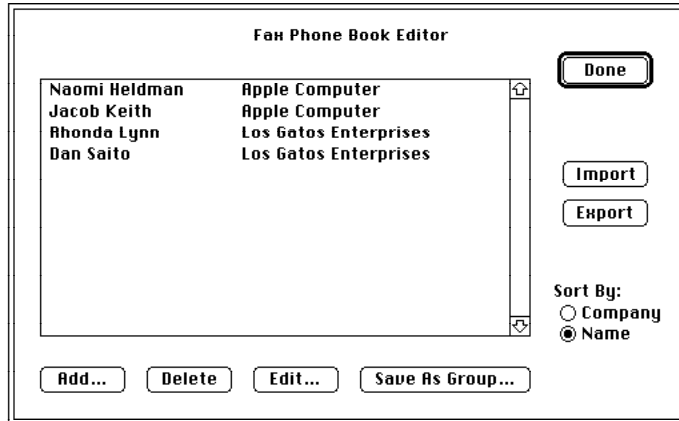 Fax Phone Book Editor
Done
Naomi Heldman Apple Computer
Jacob Keith Apple Computer
Rhonda Lynn Los Gatos Enterprises
Dan Saito Los Gatos Enterprises
Import
Export
Sort By:
Company
Name
Add... Delete Edit... Save As Group...